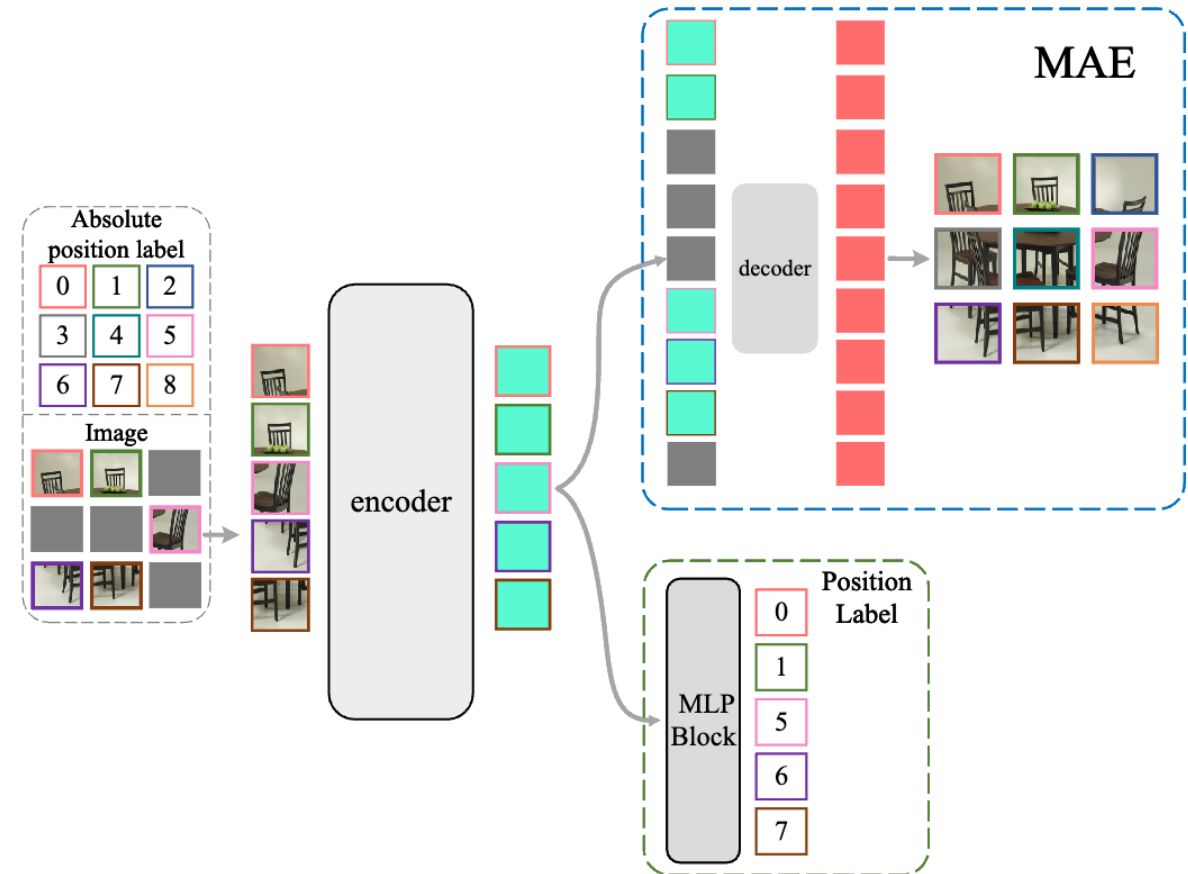 Absolute
position label
0 1 2
3 4 5
6 7 8
Image
encoder
MAE
decoder
MLP
Block
Position
Label
0
1
5
6
7